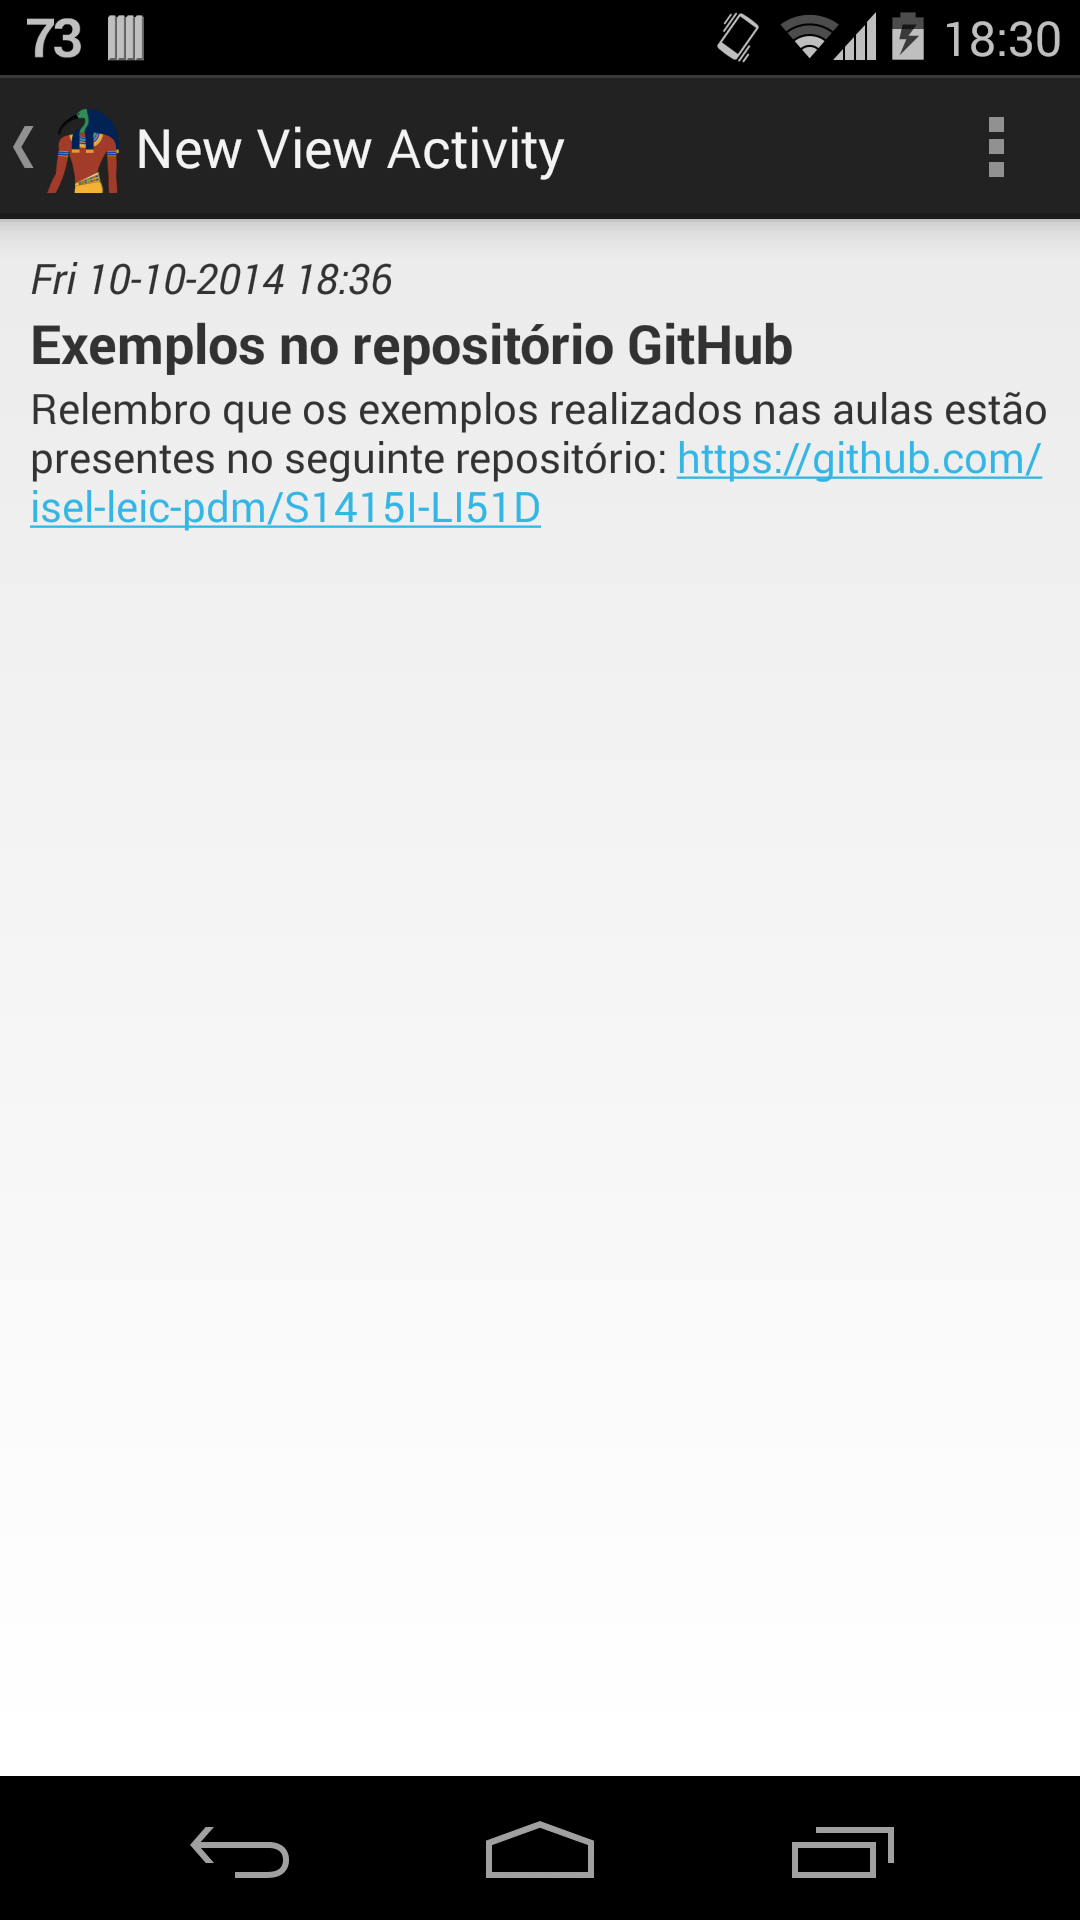 73
18:30
New View Activity
Fri 10-10-2014 18:36
Exemplos no repositório GitHub
Relembro que os exemplos realizados nas aulas estão
presentes no seguinte repositório: https://github.com/
isel-leic-pdm/S1415I-LI51D